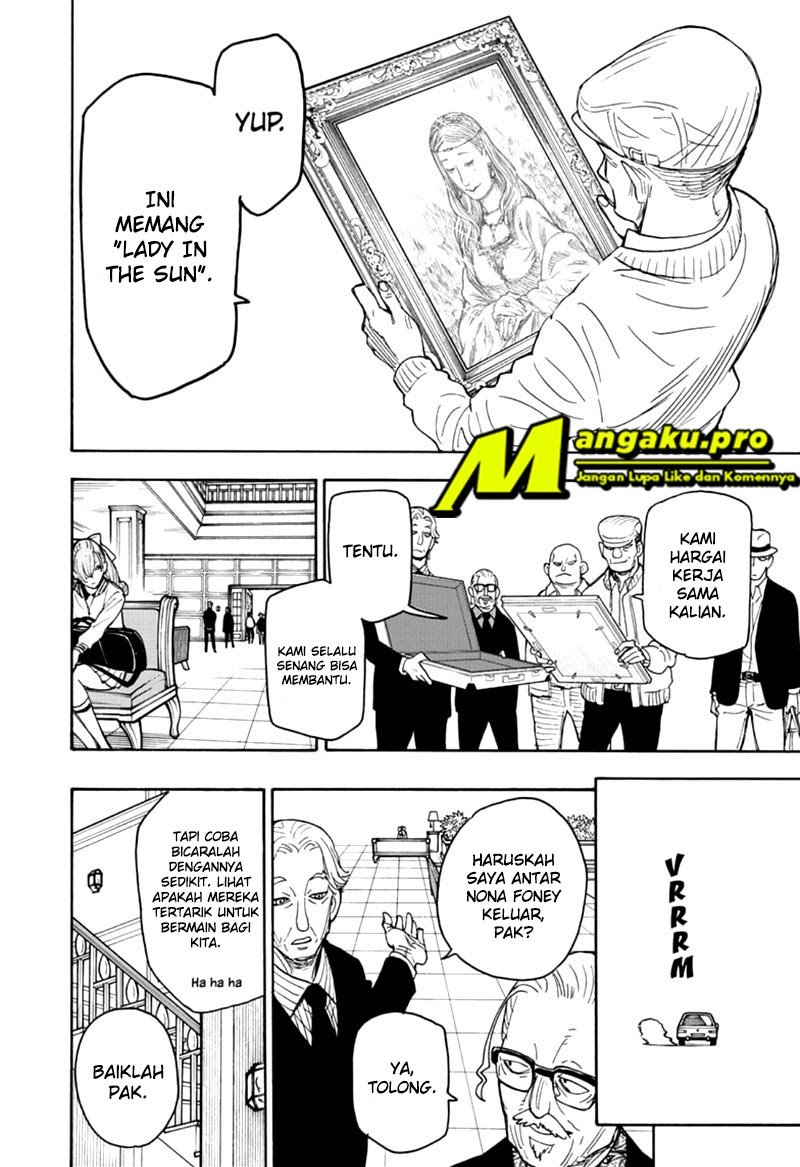 YUP.
INI
MEMANG
"LADY IN
THE SUN".
Mangaku.pro
Jangan Lupa Like dan Komennya
KAMI
HARGAI
KERJA
SAMA
KALIAN.
TENTU.
KAMI SELALU
SENANG BISA
MEMBANTU.
VRRRM
HARUSKAH
SAYA ANTAR
NONA FONEY
KELUAR,
PAK?
YA,
TOLONG.
TAPI COBA
BICARALAH
DENGANNYA
SEDIKIT. LIHAT
APAKAH MEREKA
TERTARIK UNTUK
BERMAIN BAGI
KITA.
Ha ha ha
BAIKLAH
PAK.